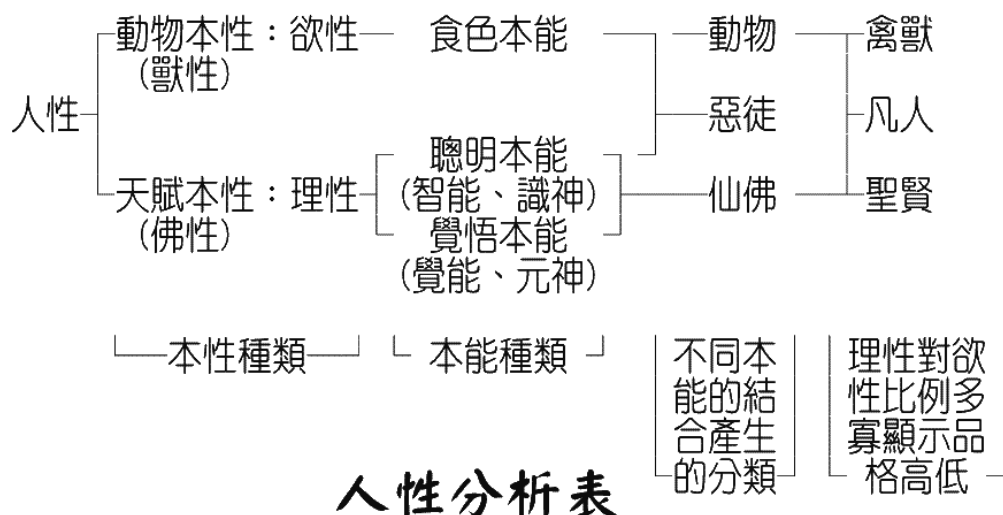 動物本性：欲性 食色本能 動物 禽獸
(獸性)
人性 惡徒 凡人
聰明本能
天賦本性：理性 (智能、識神) 仙佛 聖賢
(佛性) 覺悟本能
(覺能、元神)
本性種類 本能種類 不同本 理性對欲
能的結 性比例多
合產生 寡顯示品
的分類 格高低
人性分析表